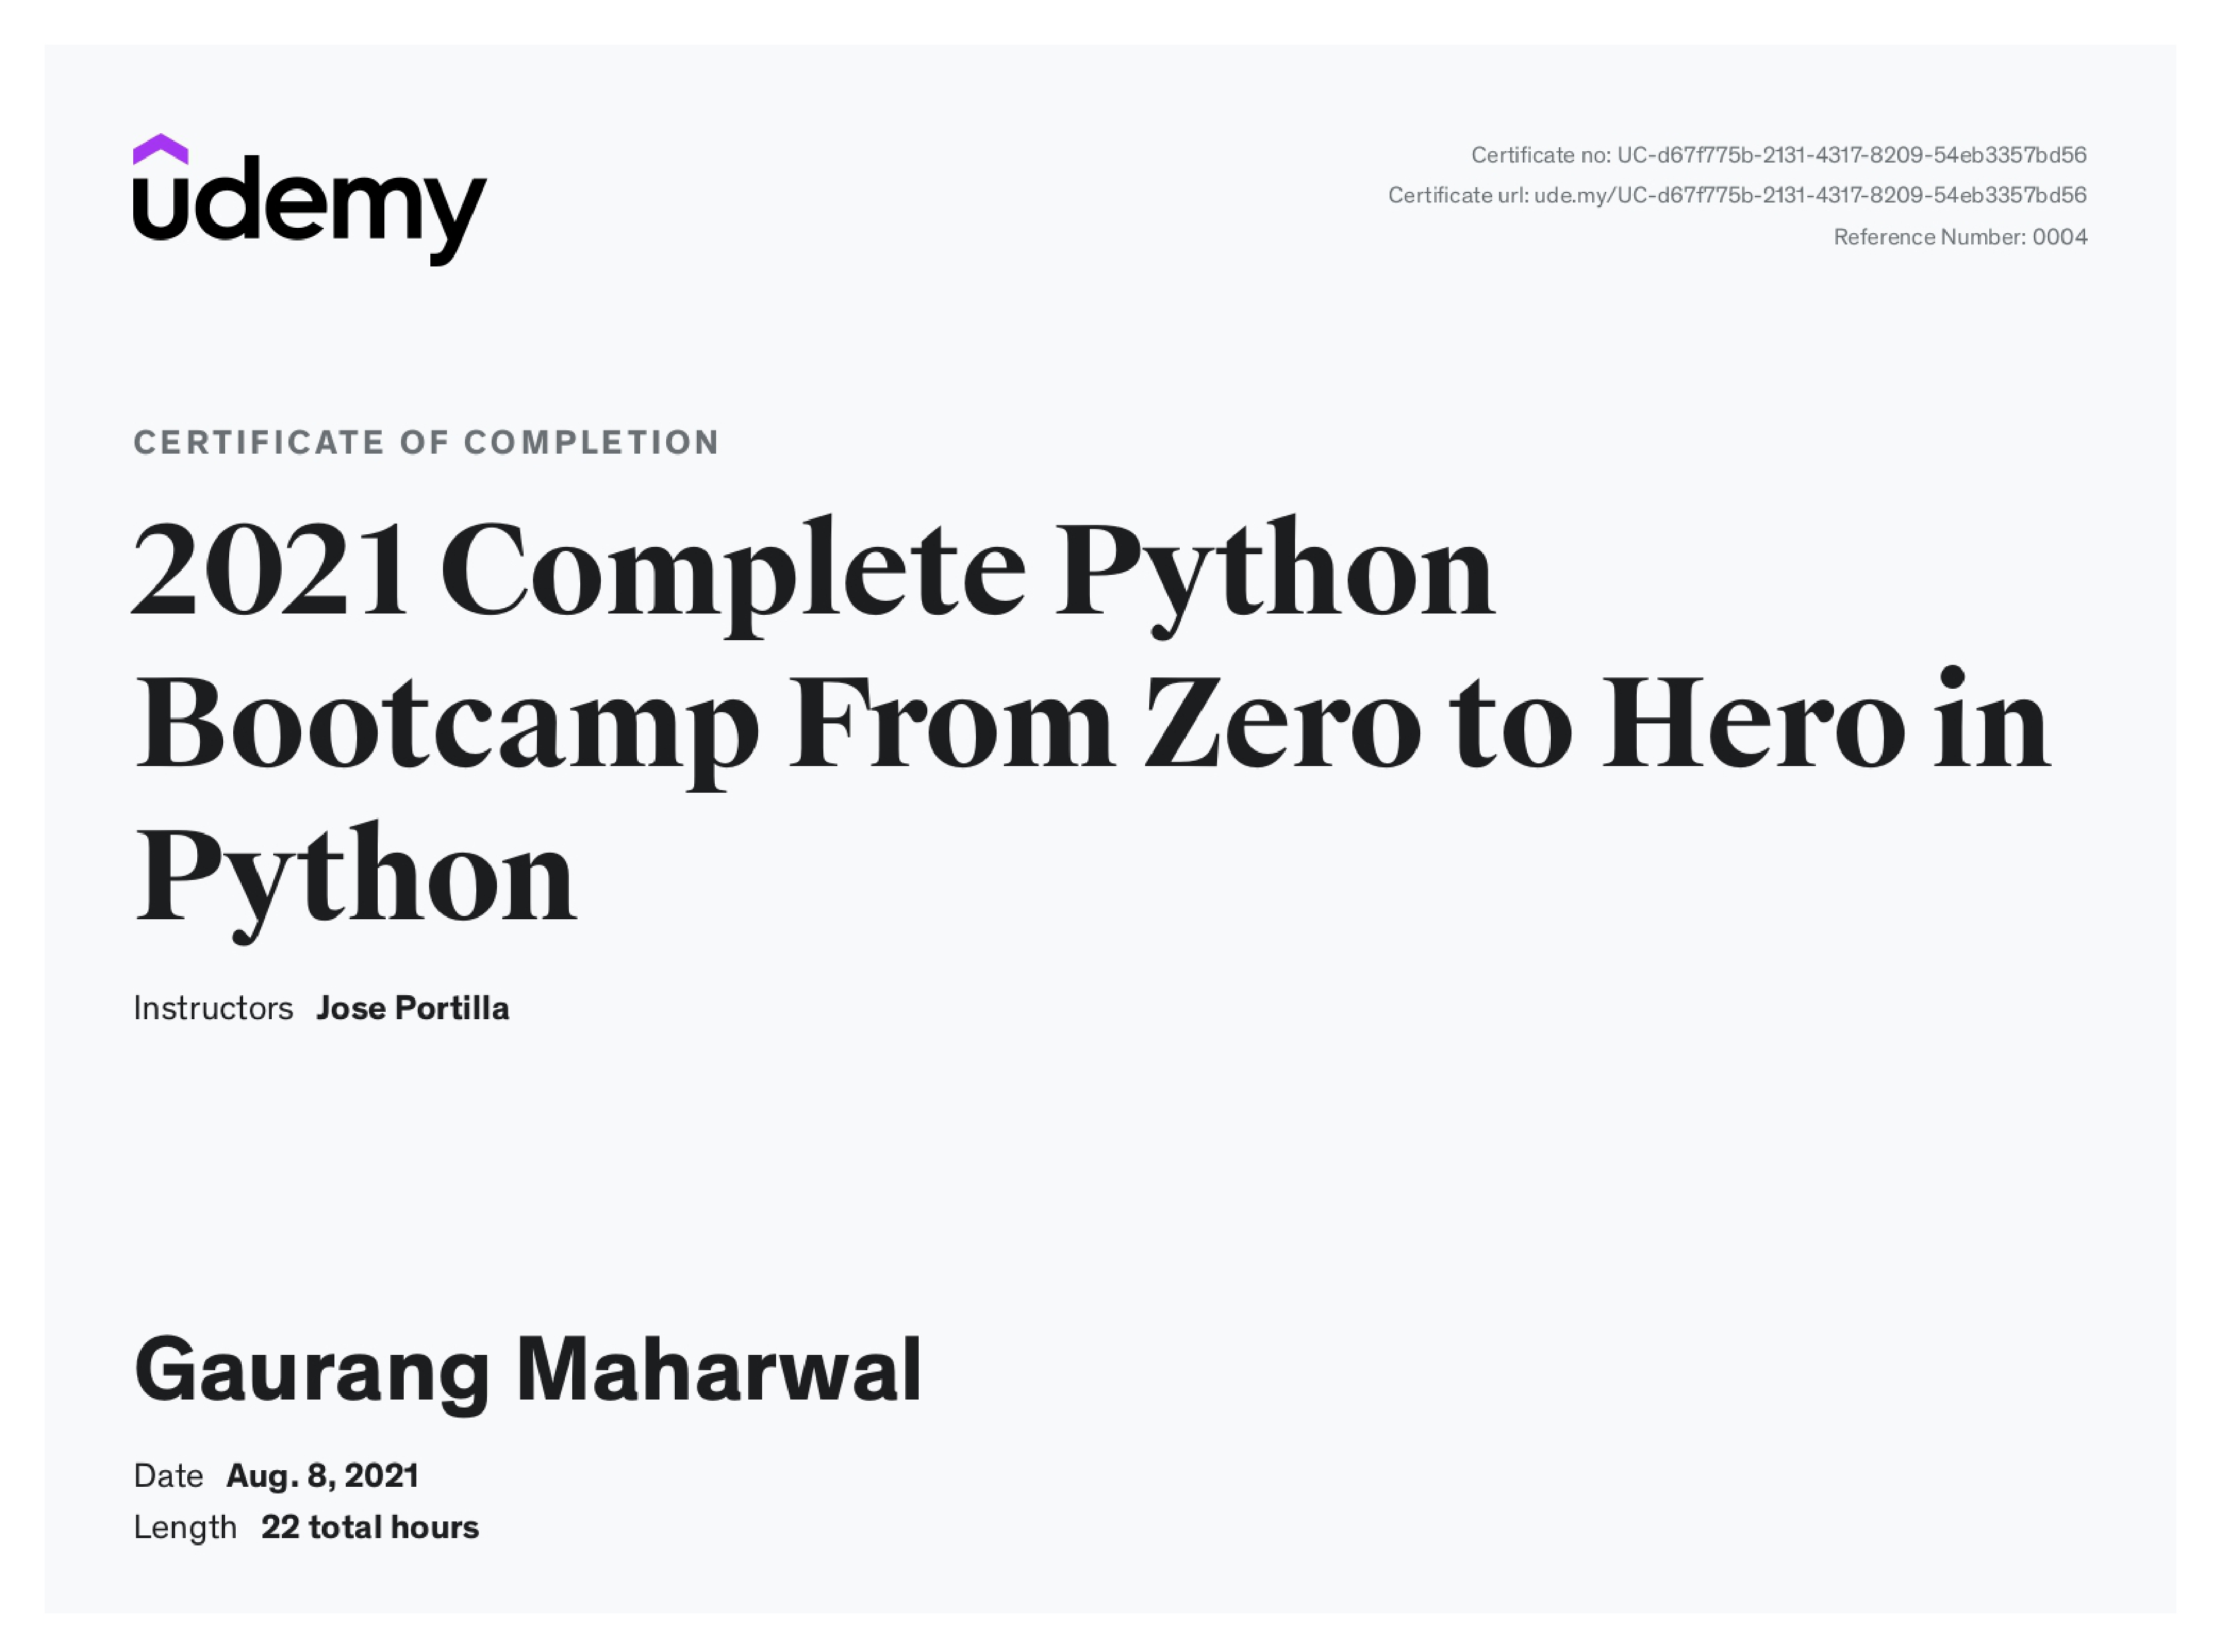 udemy
Certificate no: UC-d67f775b-2131-4317-8209-54eb3357bd56
Certificate url: ude.my/UC-d67f775b-2131-4317-8209-54eb3357bd56
Reference Number: 0004
CERTIFICATE OF COMPLETION
2021 Complete Python
Bootcamp From Zero to Hero in
Python
Instructors Jose Portilla
Gaurang Maharwal
Date Aug. 8, 2021
Length 22 total hours